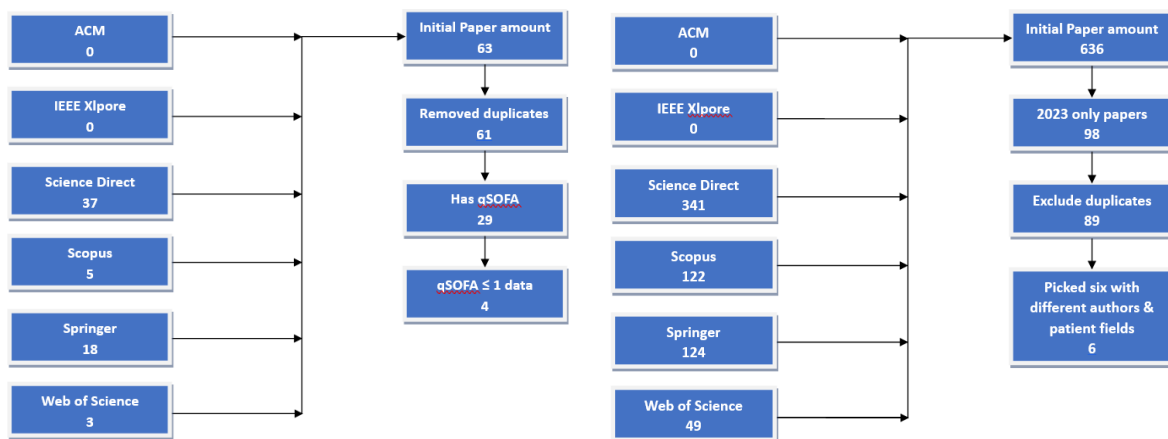 ACM
0
IEEE Xlpore
0
Science Direct
37
Scopus
5
Springer
18
Web of Science
3
Initial Paper amount
63
Removed duplicates
61
Has qSOFA
29
qSOFA ≤ 1 data
4
ACM
0
IEEE Xlpore
0
Science Direct
341
Scopus
122
Springer
124
Web of Science
49
Initial Paper amount
636
2023 only papers
98
Exclude duplicates
89
Picked six with
different authors &
patient fields
6